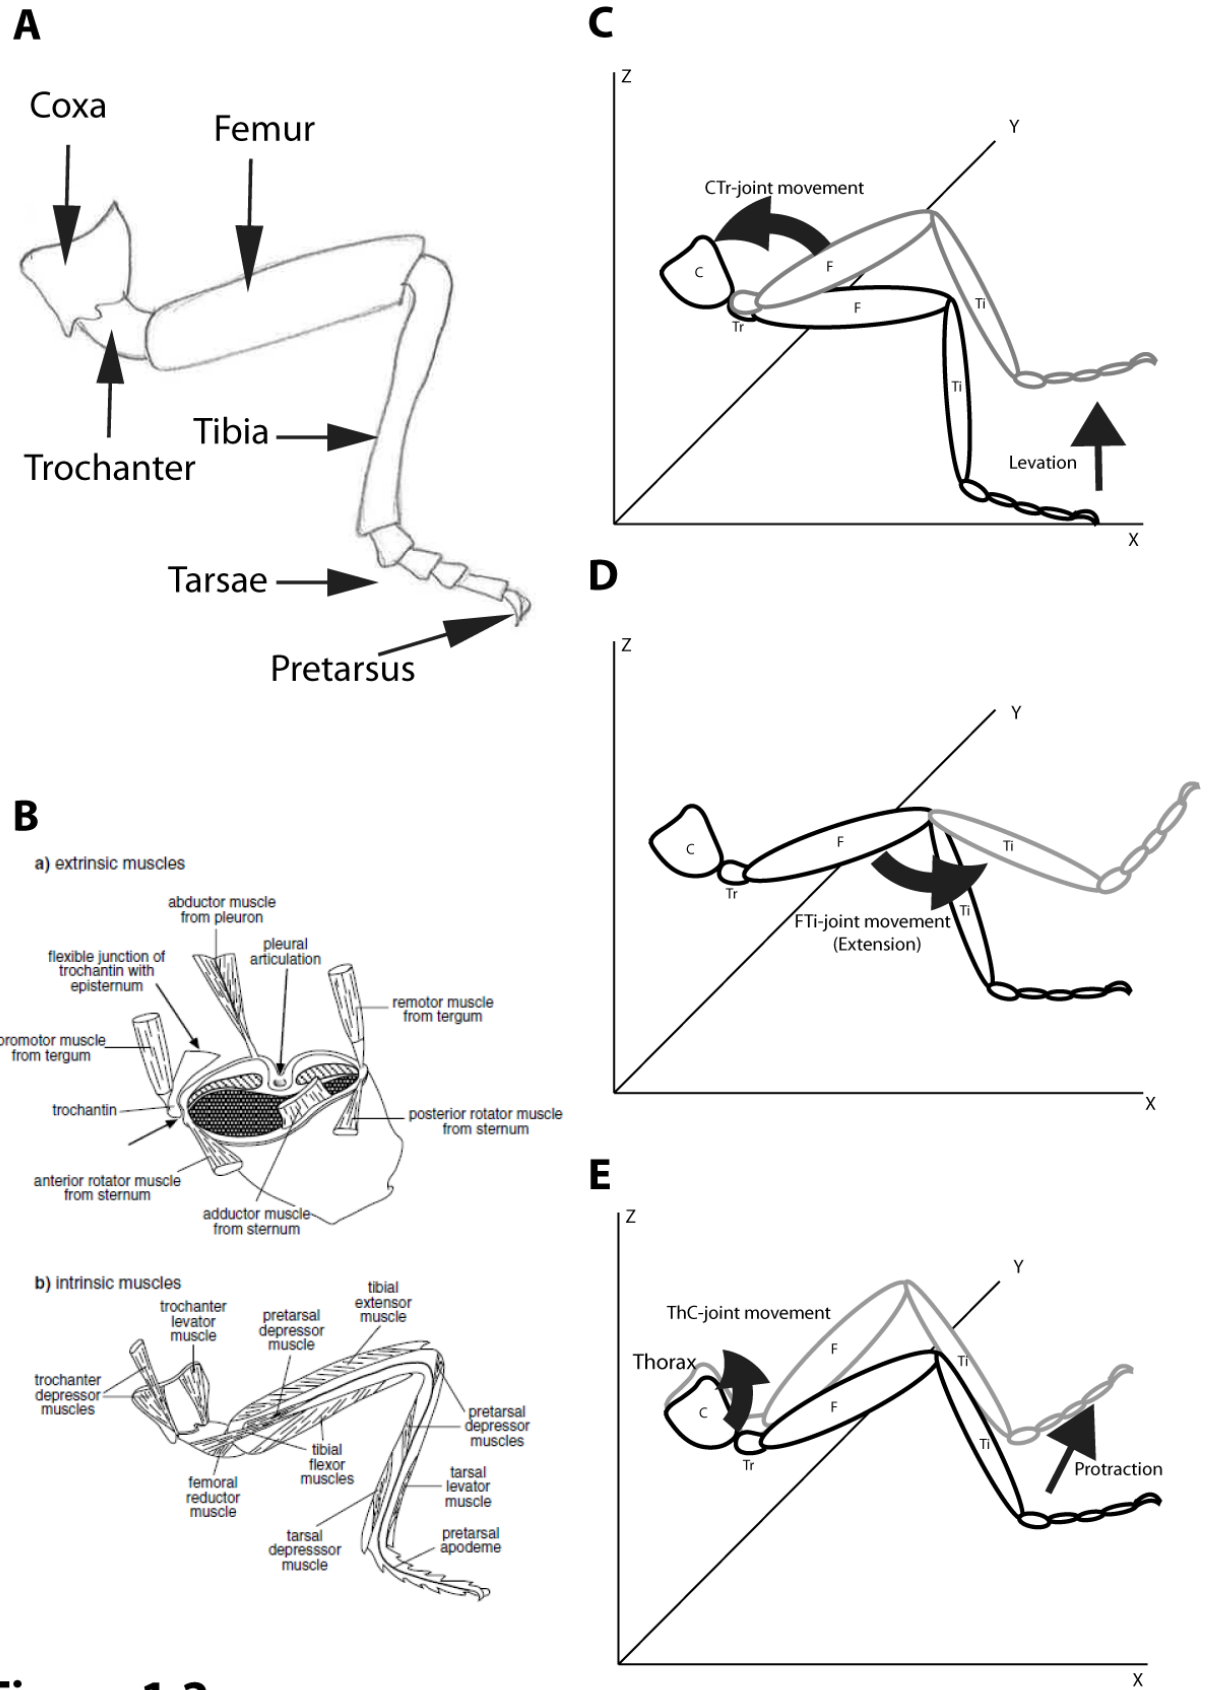 A
Coxa
Femur
Tibia
Trochanter
Tarsae
Pretarsus
B
a) extrinsic muscles
abductor muscle
from pleuron
pleural
articulation
flexible junction of
trochantin with
episternum
remotor muscle
from tergum
promotor muscle
from tergum
trochantin
posterior rotator muscle
from sternum
anterior rotator muscle
from sternum
adductor muscle
from sternum
b) intrinsic muscles
tibial
extensor
muscle
trochanter
levator
muscle
pretarsal
depressor
muscle
trochanter
depressor
muscles
pretarsal
depressor
muscles
tibial
flexor
muscles
femoral
reductor
muscle
tarsal
levator
muscle
tarsal
depresssor
muscle
pretarsal
apodeme
C
Z
Y
CTr-joint movement
C
F
F
Tr
Ti
Ti
Levation
X
D
Z
Y
C
F
Ti
Tr
Ti
FTi-joint movement
(Extension)
X
E
Z
Y
ThC-joint movement
Thorax
F
Ti
C
F
Ti
Tr
Protraction
X